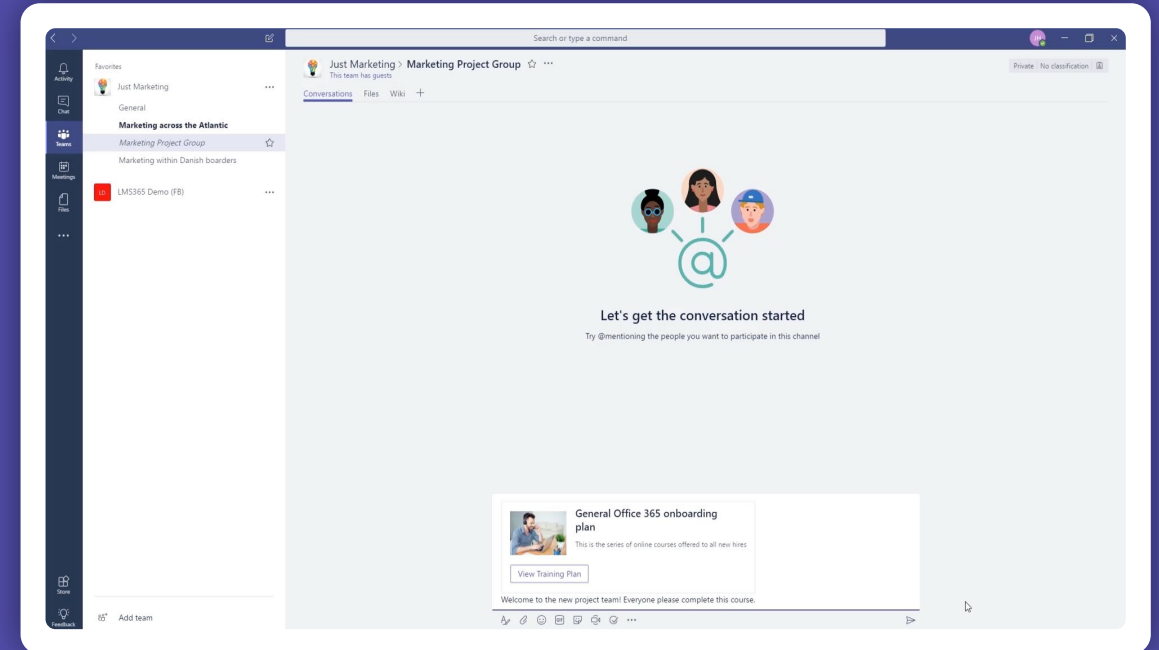 Search or type a command
JH
Activity
Chat
Teams
Meetings
Files
Store
Feedback
Favorites
Just Marketing
General
Marketing across the Atlantic
Marketing Project Group
Marketing within Danish boarders
LD
LMS365 Demo (FB)
Add team
Just Marketing > Marketing Project Group
This team has guests
Private No classification
Conversations Files Wiki
Let's get the conversation started
Try @mentioning the people you want to participate in this channel
General Office 365 onboarding
plan
This is the series of online courses offered to all new hires
View Training Plan
Welcome to the new project team! Everyone please complete this course.
GIF